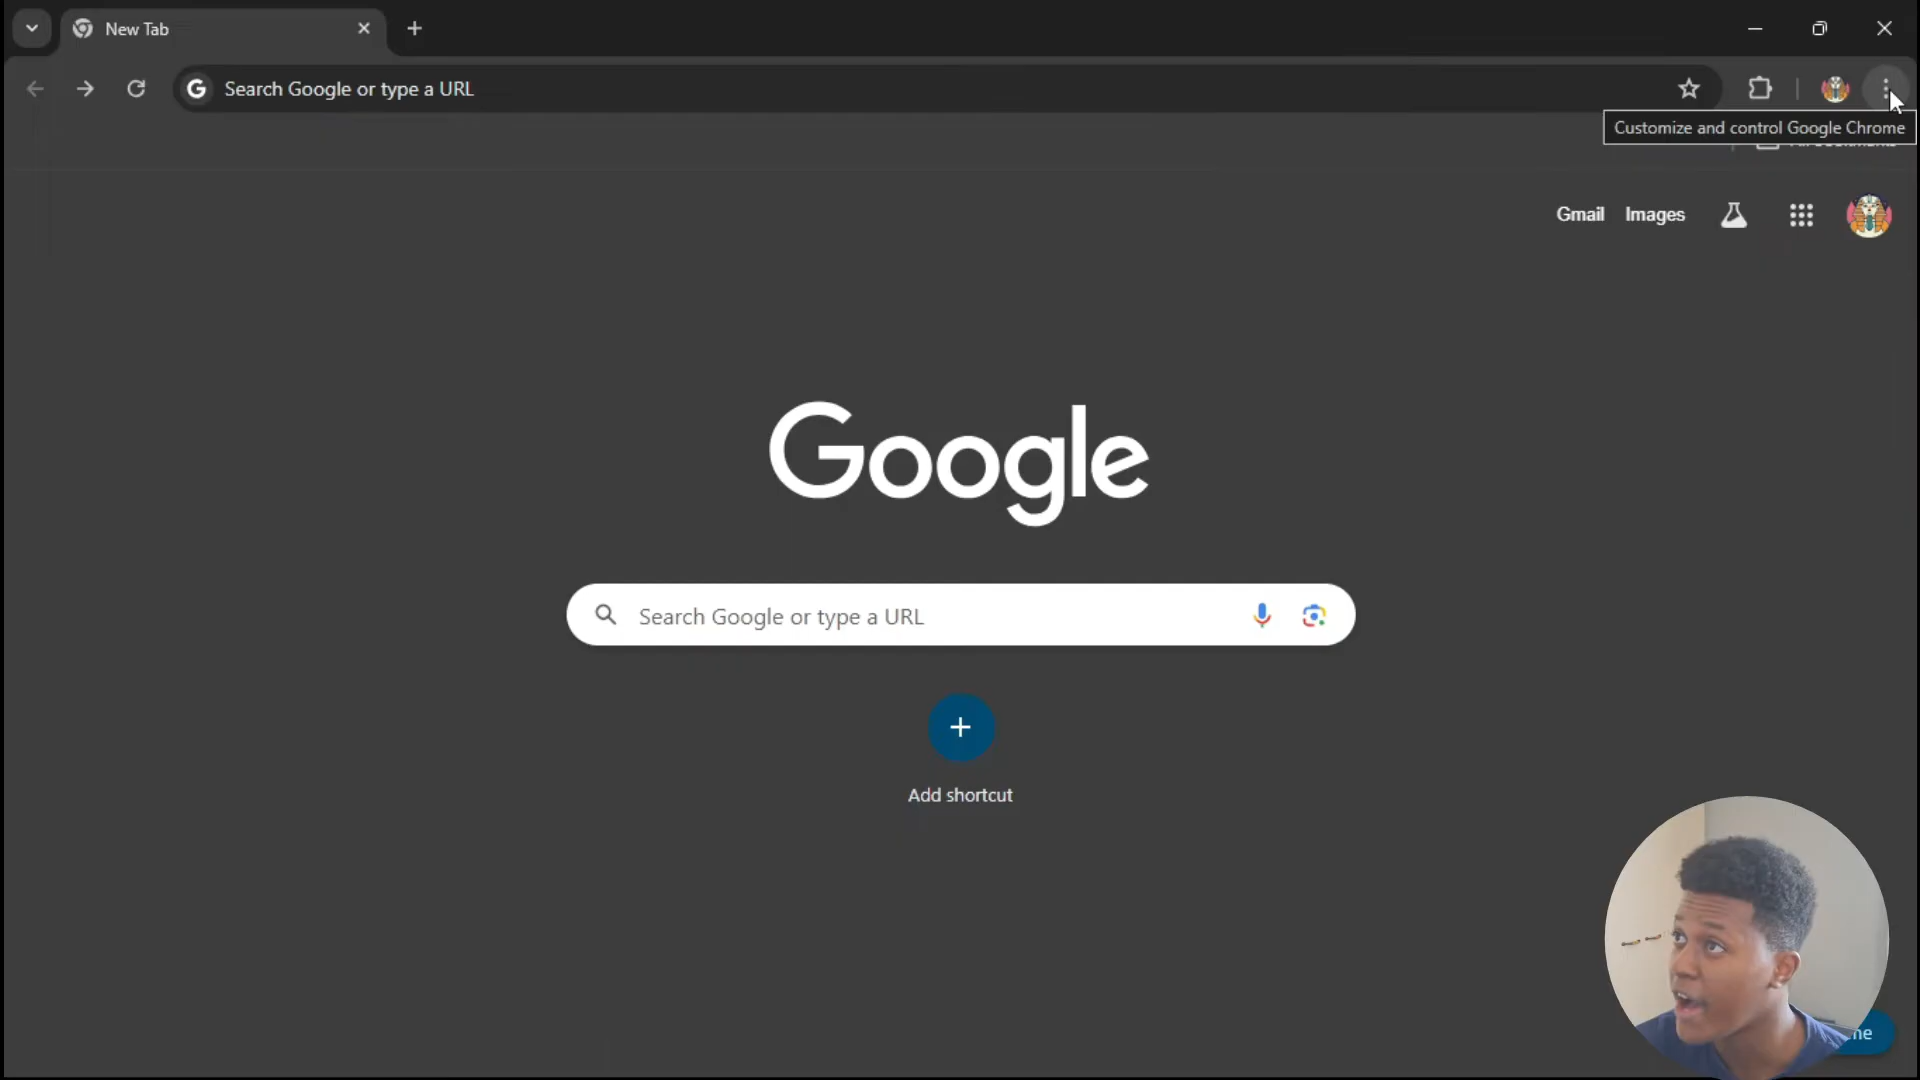 New Tab
Search Google or type a URL
Customize and control Google Chrome
Gmail Images
Google
Search Google or type a URL
Add shortcut